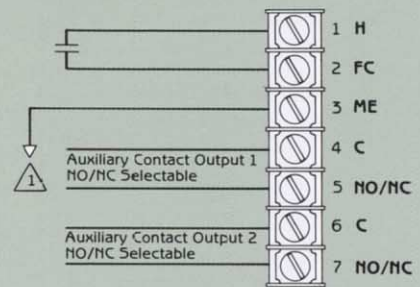 1 H
2 FC
3 ME
1
4 C
Auxiliary Contact Output 1
NO/NC Selectable
5 NO/NC
6 C
Auxiliary Contact Output 2
NO/NC Selectable
7 NO/NC